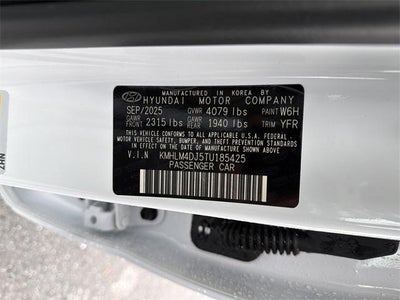 MANUFACTURED IN KOREA BY
HYUNDAI MOTOR COMPANY
SEP/2025 GVWR 4079 lbs PAINT W6H
GAWR FRONT 2315 lbs GAWR REAR 1940 lbs TRIM YFR
THIS VEHICLE CONFORMS TO ALL APPLICABLE U.S.A. FEDERAL
MOTOR VEHICLE SAFETY, BUMPER, AND THEFT PREVENTION
STANDARDS IN EFFECT ON THE DATE OF MANUFACTURE SHOWN ABOVE.
V.I.N KMHLM4DJ5TU185425
PASSENGER CAR